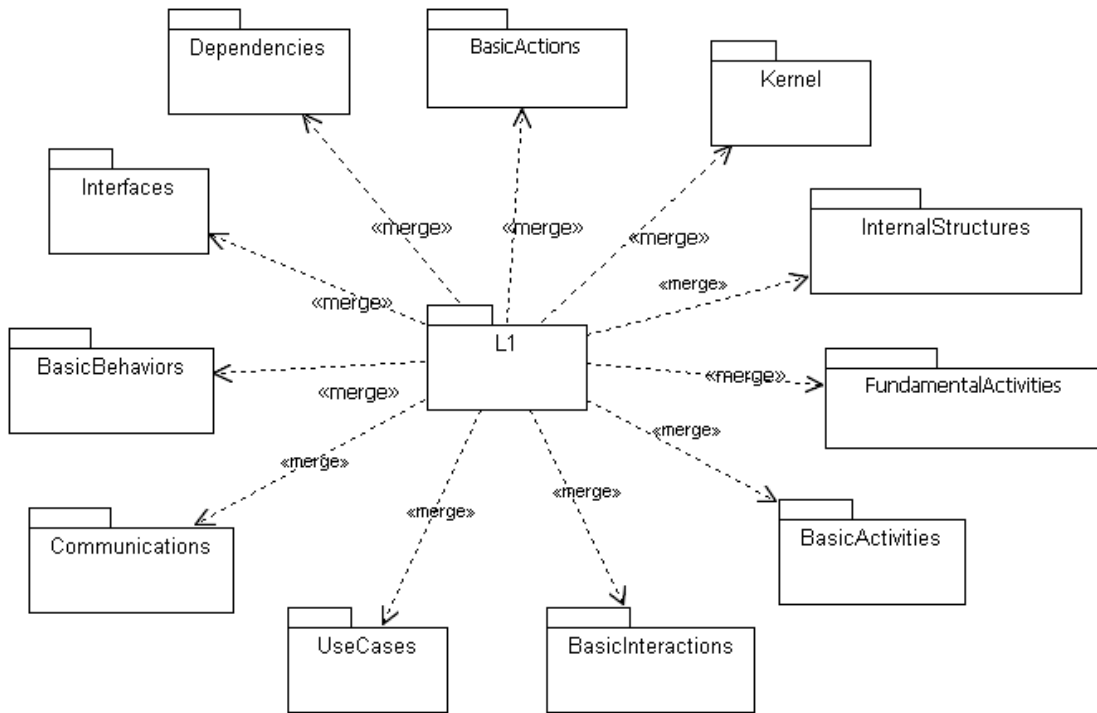 Dependencies
BasicActions
Kernel
Interfaces
InternalStructures
«merge»
«merge»
«merge»
«merge»
«merge»
L1
BasicBehaviors
«merge»
«merge»
FundamentalActivities
«merge»
«merge»
«merge»
«merge»
Communications
BasicActivities
UseCases
BasicInteractions